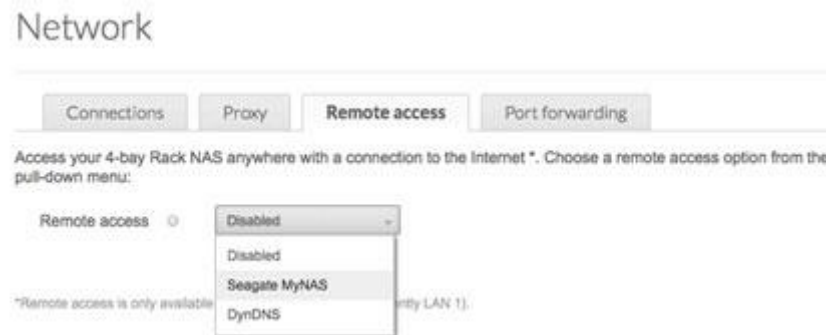 Network
Connections Proxy Remote access Port forwarding
Access your 4-bay Rack NAS anywhere with a connection to the Internet *. Choose a remote access option from the
pull-down menu:
Remote access Disabled
Disabled
Seagate MyNAS
*Remote access is only available ntly LAN 1).
DynDNS